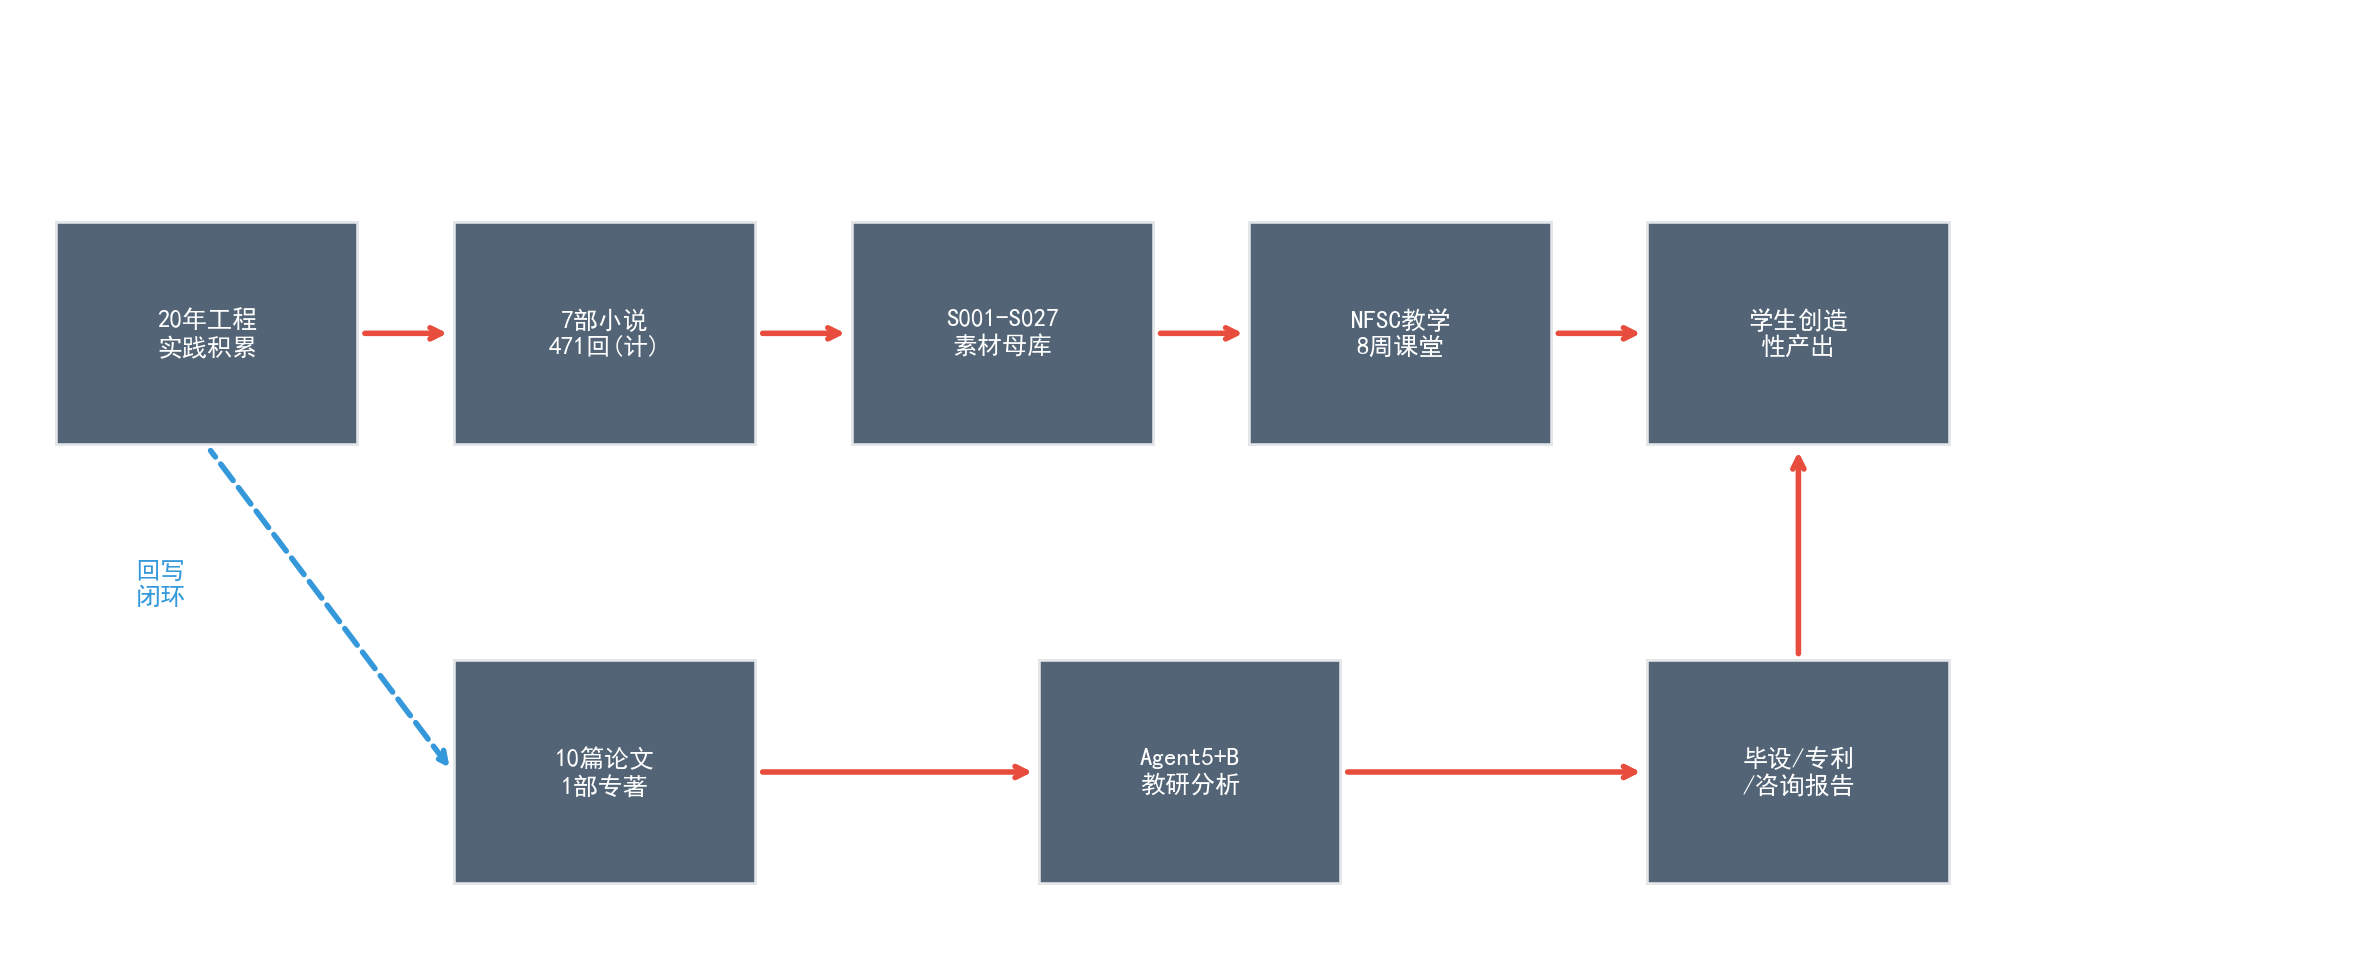 20年工程
实践积累
7部小说
471回(计)
S001-S027
素材母库
NFSC教学
8周课堂
学生创造
性产出
回写
闭环
10篇论文
1部专著
Agent5+B
教研分析
毕设/专利
/咨询报告